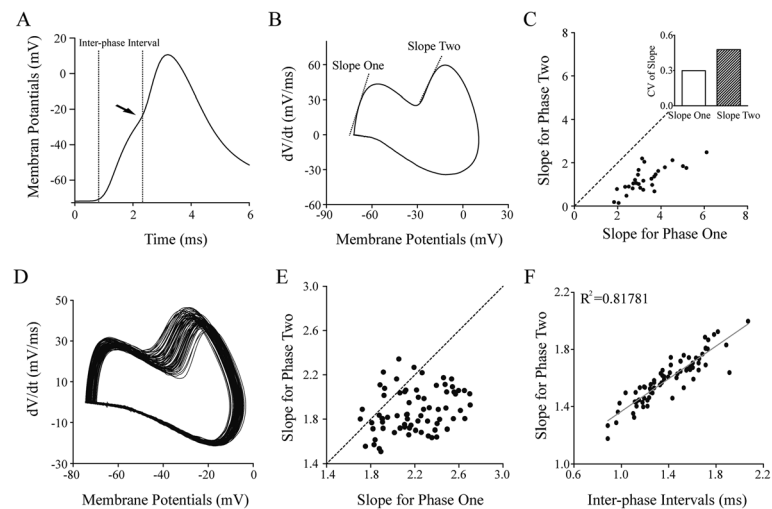 A
Inter-phase Interval
Membran Potentials (mV)
0
-20
-40
-60
0
2
4
6
Time (ms)
B
Slope One
Slope Two
dV/dt (mV/ms)
60
30
0
-30
-60
-90
-60
-30
0
30
Membrane Potentials (mV)
C
Slope for Phase Two
8
6
4
2
0
0
2
4
6
8
Slope for Phase One
CV of Slope
0.6
0.3
0.0
Slope One
Slope Two
D
dV/dt (mV/ms)
50
30
10
-10
-30
-80
-60
-40
-20
0
Membrane Potentials (mV)
E
Slope for Phase Two
3.0
2.6
2.2
1.8
1.4
1.4
1.8
2.2
2.6
3.0
Slope for Phase One
F
R²=0.81781
Slope for Phase Two
2.2
1.8
1.4
1.0
0.6
1.0
1.4
1.8
2.2
Inter-phase Intervals (ms)